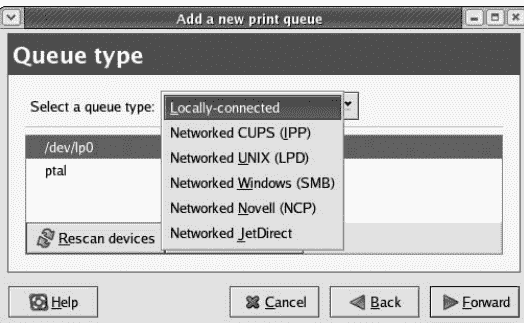 Add a new print queue
Queue type
Select a queue type:
Locally-connected
Networked CUPS (IPP)
Networked UNIX (LPD)
Networked Windows (SMB)
Networked Novell (NCP)
Networked JetDirect
/dev/lp0
ptal
Rescan devices
Help
Cancel
Back
Forward